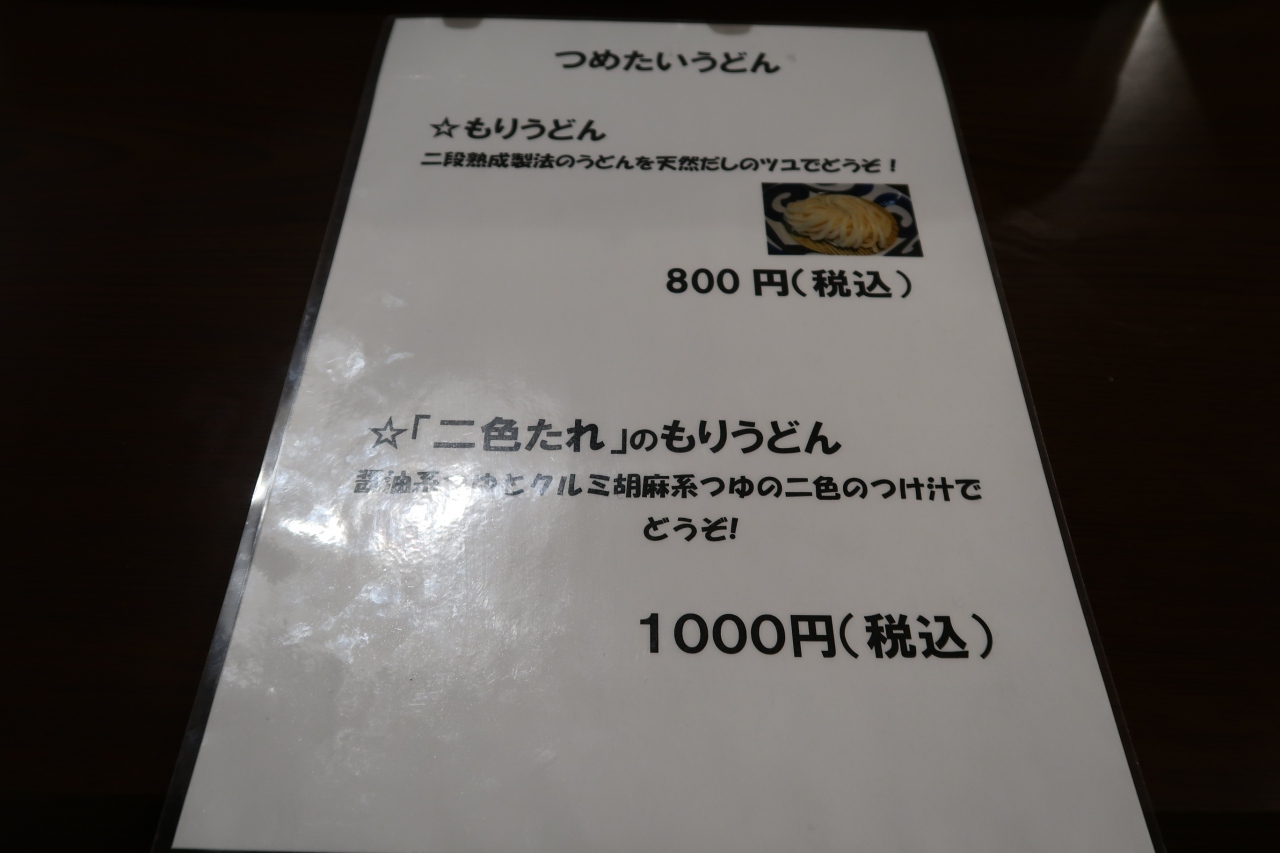 つめたいうどん
☆もりうどん
二段熟成製法のうどんを天然だしのツユでどうぞ！
800円(税込)
☆「二色たれ」のもりうどん
醤油系つゆとクルミ胡麻系つゆの二色のつけ汁で
どうぞ!
1000円(税込)